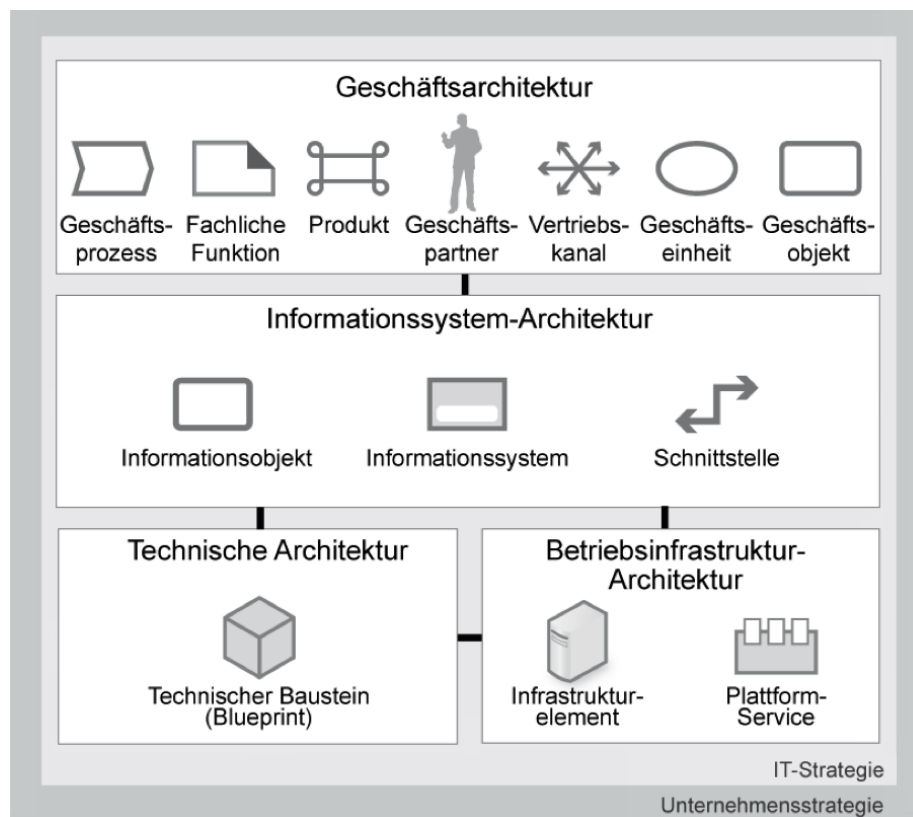 Geschäftsarchitektur
Geschäfts-
prozess
Fachliche
Funktion
Produkt
Geschäfts-
partner
Vertriebs-
kanal
Geschäfts-
einheit
Geschäfts-
objekt
Informationssystem-Architektur
Informationsobjekt
Informationssystem
Schnittstelle
Technische Architektur
Technischer Baustein
(Blueprint)
Betriebsinfrastruktur-
Architektur
Infrastruktur-
element
Plattform-
Service
IT-Strategie
Unternehmensstrategie